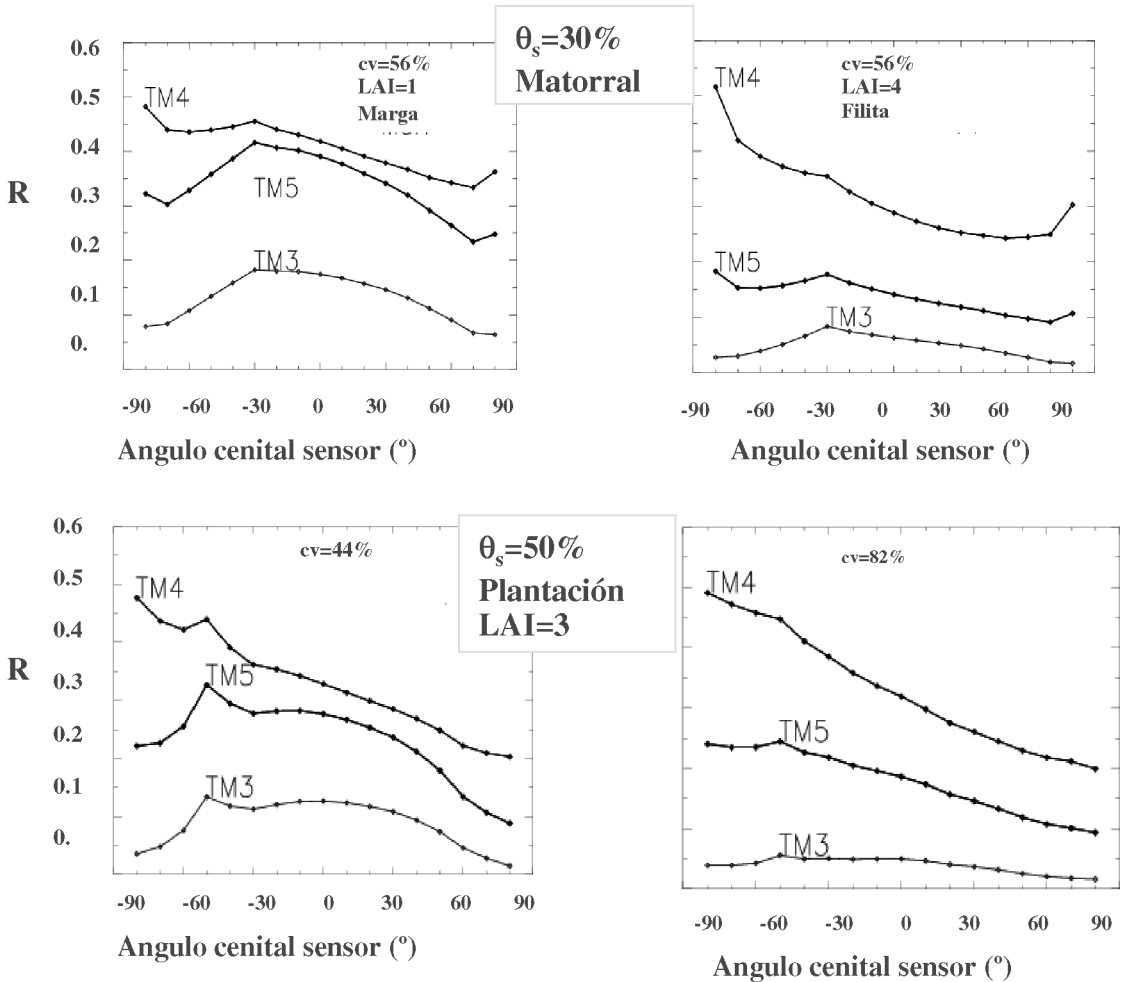 θs=30%
Matorral
0.6
0.5
0.4
0.3
0.2
0.1
0.
R
cv=56%
LAI=1
Marga
TM4
TM5
TM3
-90 -60 -30 0 30 60 90
Angulo cenital sensor (º)
cv=56%
LAI=4
Filita
TM4
TM5
TM3
-90 -60 -30 0 30 60 90
Angulo cenital sensor (º)
θs=50%
Plantación
LAI=3
0.6
0.5
0.4
0.3
0.2
0.1
0.
R
cv=44%
TM4
TM5
TM3
-90 -60 -30 0 30 60 90
Angulo cenital sensor (º)
cv=82%
TM4
TM5
TM3
-90 -60 -30 0 30 60 90
Angulo cenital sensor (º)